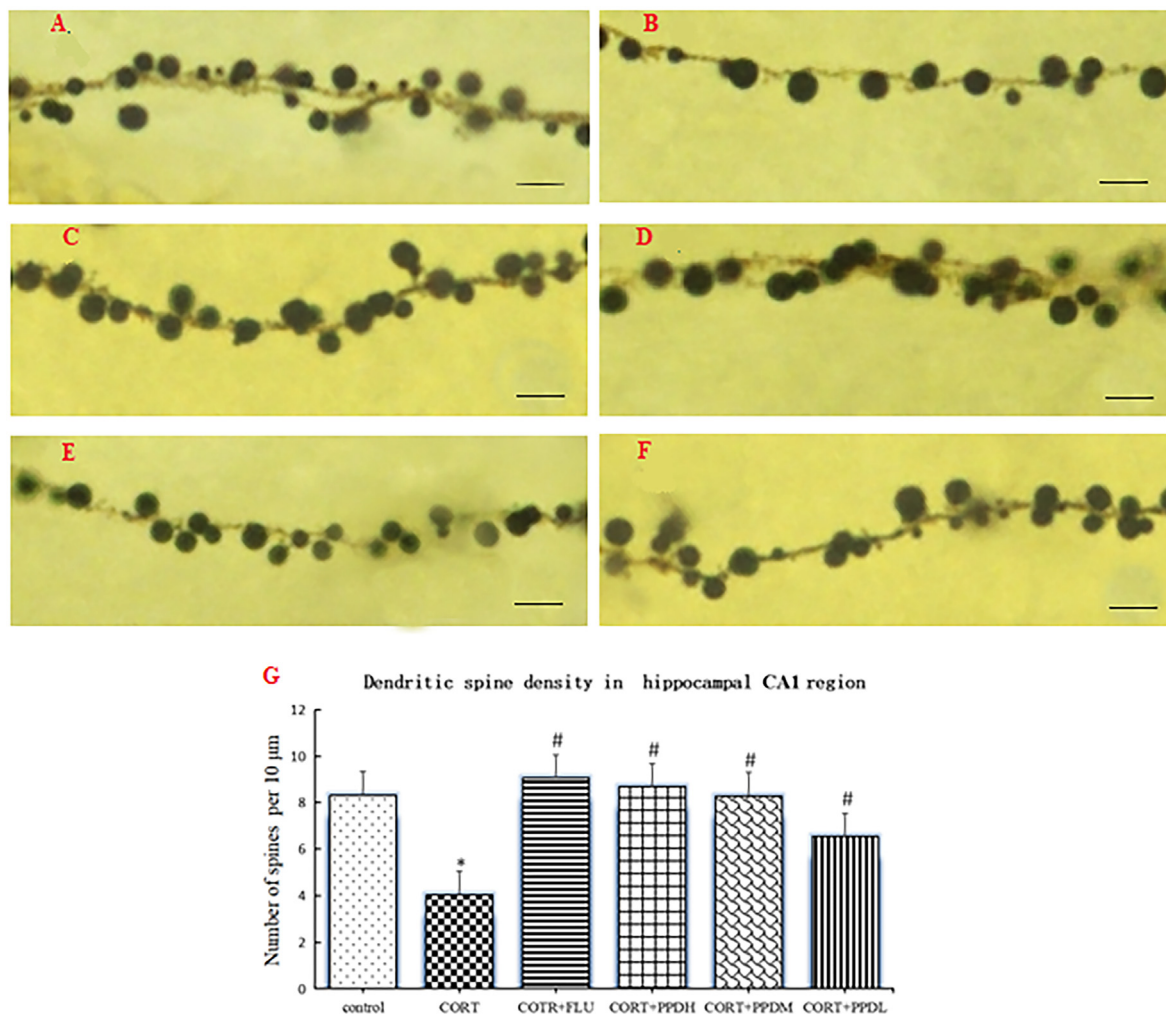 A
B
C
D
E
F
G
Dendritic spine density in hippocampal CA1 region
Number of spines per 10 µm
12
10
8
6
4
2
0
*
#
#
#
#
control
CORT
COTR+FLU
CORT+PPDH
CORT+PPDM
CORT+PPDL